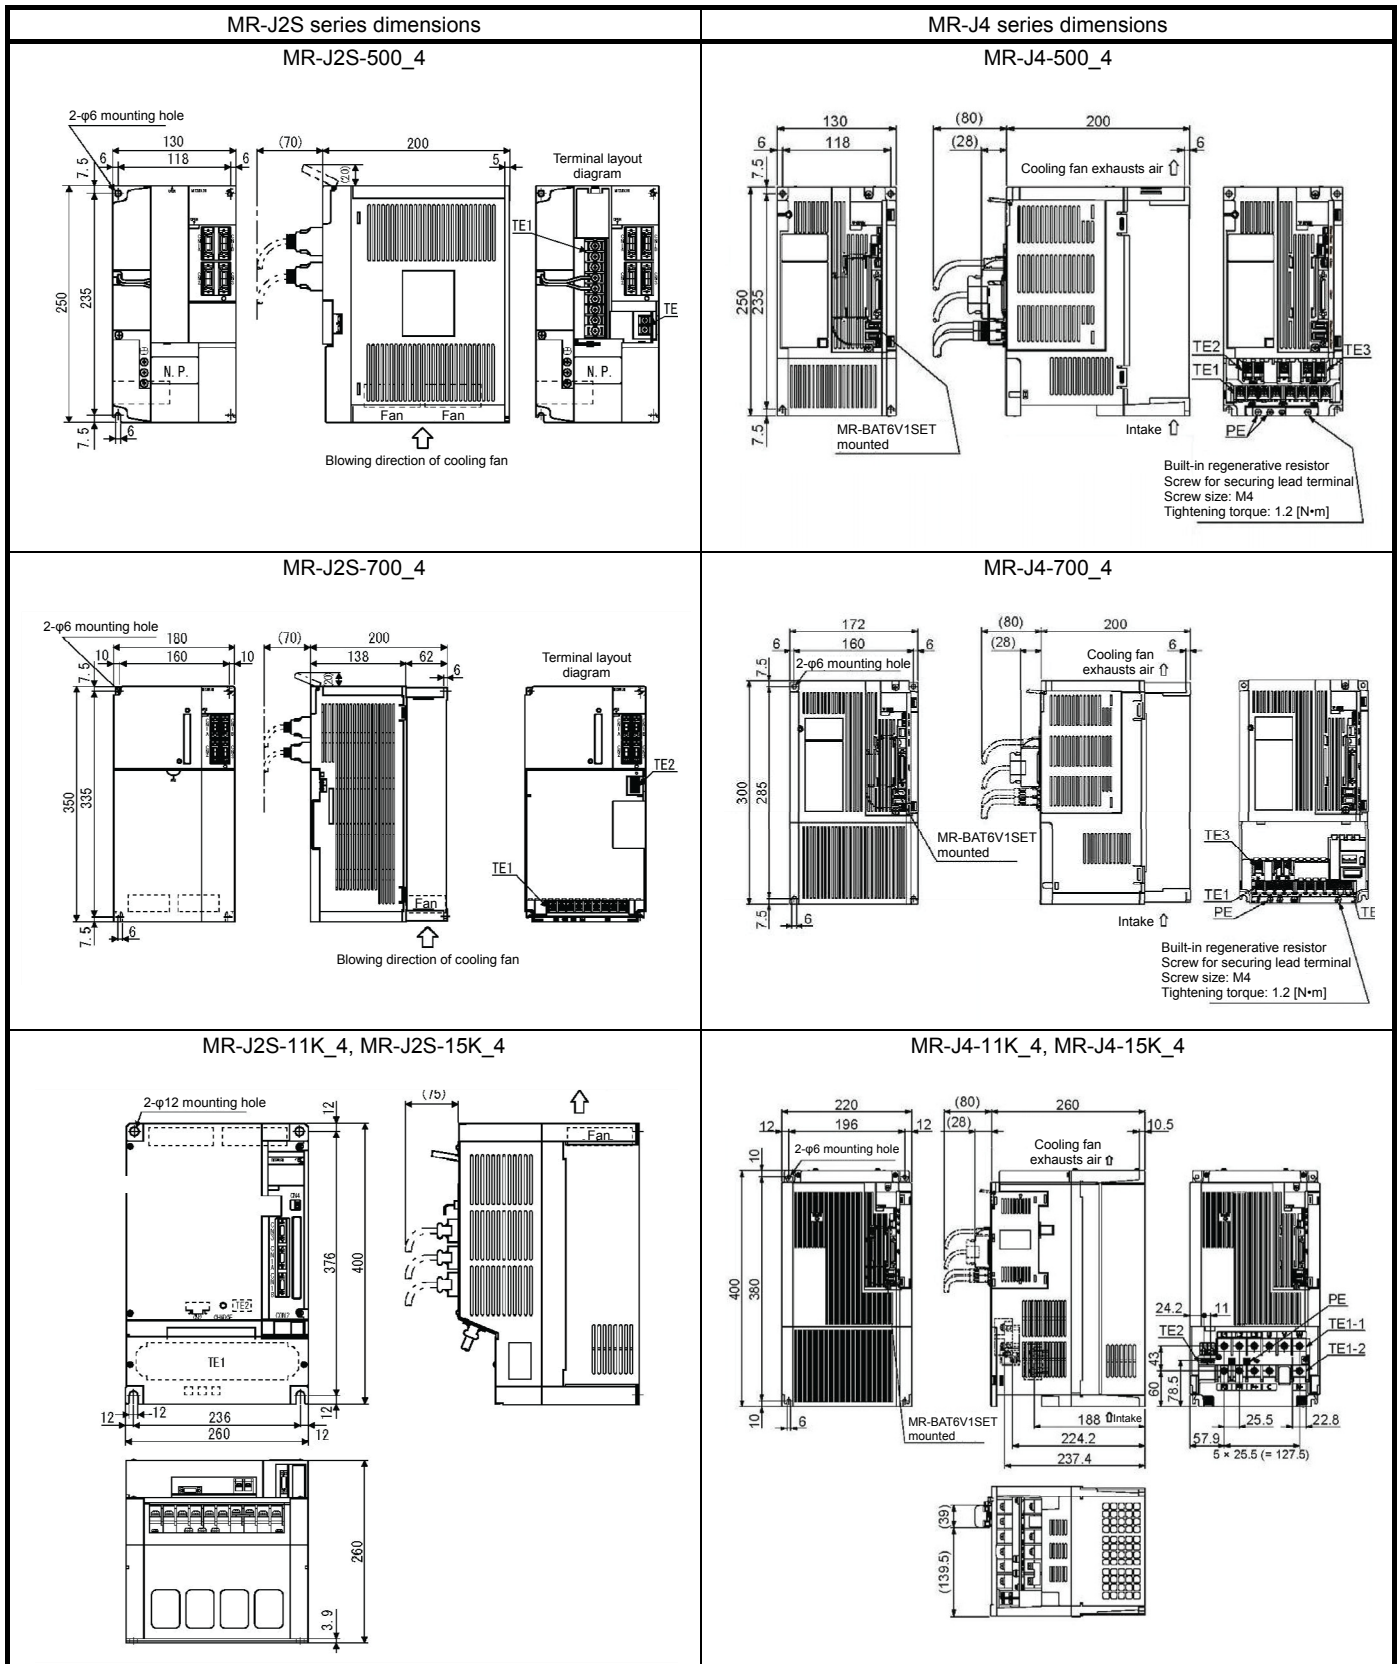 MR-J2S series dimensions
MR-J4 series dimensions
MR-J2S-500_4
2-φ6 mounting hole
130
6
118
6
7.5
250
235
7.5
6
N. P.
(70)
200
(20)
5
Fan
Fan
Blowing direction of cooling fan
Terminal layout
diagram
TE1
TE
MR-J4-500_4
130
6
118
7.5
250
235
7.5
MR-BAT6V1SET
mounted
(80)
200
(28)
6
Cooling fan exhausts air
Intake
TE2
TE3
TE1
PE
Built-in regenerative resistor
Screw for securing lead terminal
Screw size: M4
Tightening torque: 1.2 [N•m]
MR-J2S-700_4
2-φ6 mounting hole
180
10
160
10
7.5
350
335
7.5
6
(70)
200
138
62
(20)
6
Fan
Blowing direction of cooling fan
Terminal layout
diagram
TE2
TE1
MR-J4-700_4
172
6
160
6
7.5
2-φ6 mounting hole
300
285
7.5
6
MR-BAT6V1SET
mounted
(80)
200
(28)
6
Cooling fan
exhausts air
Intake
TE3
TE1
PE
TE
Built-in regenerative resistor
Screw for securing lead terminal
Screw size: M4
Tightening torque: 1.2 [N•m]
MR-J2S-11K_4, MR-J2S-15K_4
2-φ12 mounting hole
12
376
400
TE2
CHARGE
CON2
TE1
12
12
12
236
12
260
(75)
Fan
260
3.9
MR-J4-11K_4, MR-J4-15K_4
220
12
196
12
2-φ6 mounting hole
10
400
380
10
6
MR-BAT6V1SET
mounted
(80)
260
(28)
10.5
Cooling fan
exhausts air
188
Intake
224.2
237.4
24.2
11
PE
TE2
TE1-1
TE1-2
43
60
78.5
25.5
22.8
57.9
5 × 25.5 (= 127.5)
(39)
(139.5)